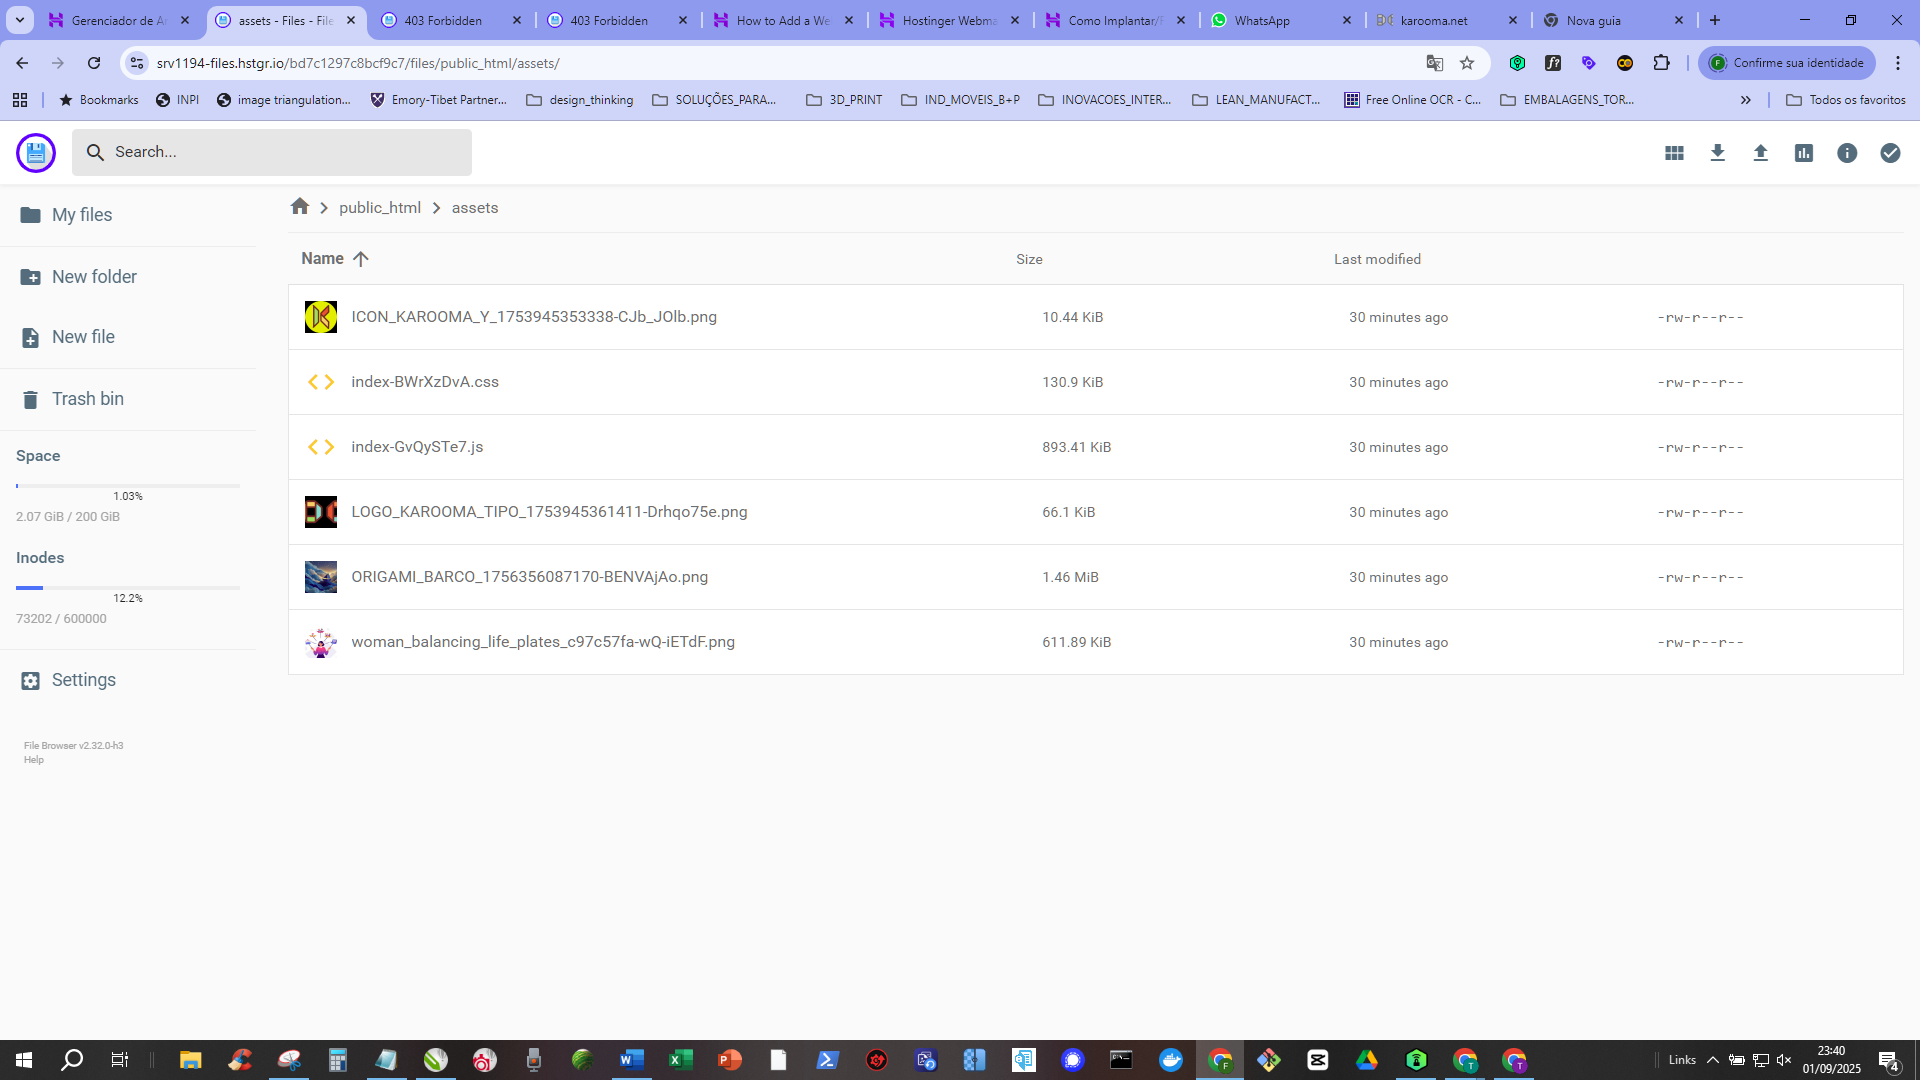 Gerenciador de Ar
assets - Files - File
403 Forbidden
403 Forbidden
How to Add a We
Hostinger Webma
Como Implantar/F
WhatsApp
karooma.net
Nova guia
srv1194-files.hstgr.io/bd7c1297c8bcf9c7/files/public_html/assets/
Confirme sua identidade
Bookmarks
INPI
image triangulation...
Emory-Tibet Partner...
design_thinking
SOLUÇÕES_PARA...
3D_PRINT
IND_MOVEIS_B+P
INOVACOES_INTER...
LEAN_MANUFACT...
Free Online OCR - C...
EMBALAGENS_TOR...
Todos os favoritos
Search...
My files
New folder
New file
Trash bin
Space
1.03%
2.07 GiB / 200 GiB
Inodes
12.2%
73202 / 600000
Settings
File Browser v2.32.0-h3
Help
public_html
assets
Name
Size
Last modified
ICON_KAROOMA_Y_1753945353338-CJb_JOlb.png 10.44 KiB 30 minutes ago -rw-r--r--
index-BWrXzDvA.css 130.9 KiB 30 minutes ago -rw-r--r--
index-GvQySTe7.js 893.41 KiB 30 minutes ago -rw-r--r--
LOGO_KAROOMA_TIPO_1753945361411-Drhqo75e.png 66.1 KiB 30 minutes ago -rw-r--r--
ORIGAMI_BARCO_1756356087170-BENVAjAo.png 1.46 MiB 30 minutes ago -rw-r--r--
woman_balancing_life_plates_c97c57fa-wQ-iETdF.png 611.89 KiB 30 minutes ago -rw-r--r--
Links
23:40
01/09/2025
4